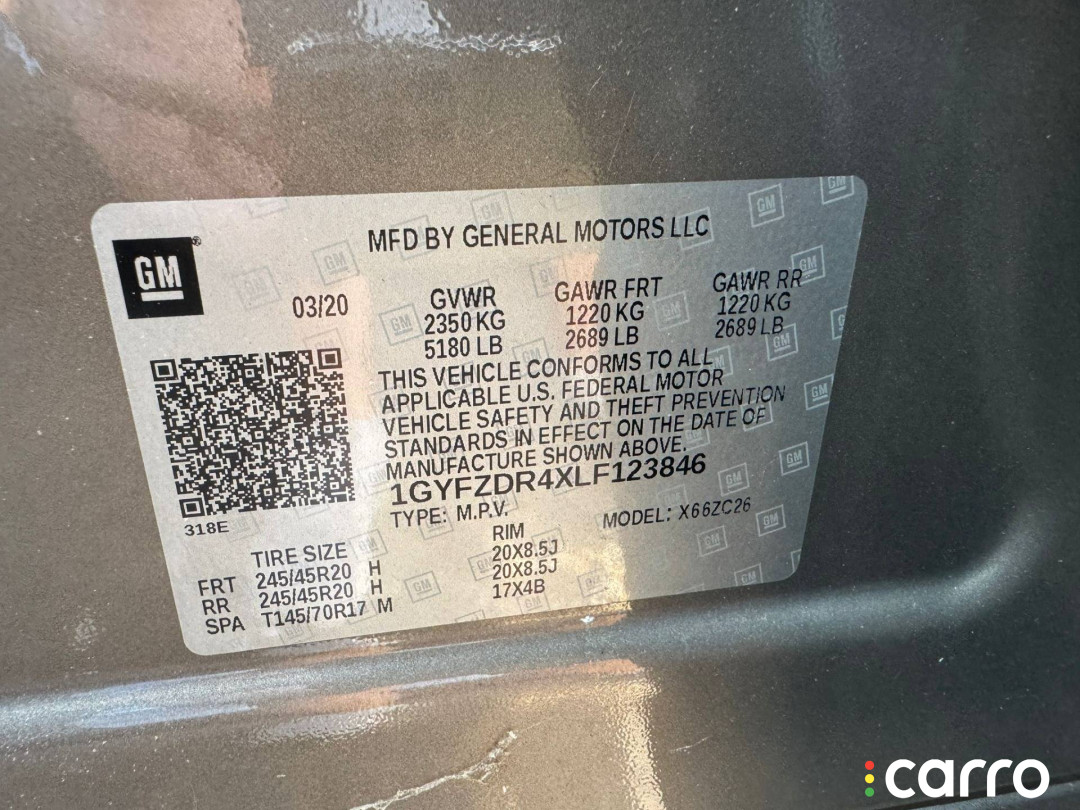 MFD BY GENERAL MOTORS LLC
GM
03/20
GVWR GAWR FRT GAWR RR
2350 KG 1220 KG 1220 KG
5180 LB 2689 LB 2689 LB
THIS VEHICLE CONFORMS TO ALL
APPLICABLE U.S. FEDERAL MOTOR
VEHICLE SAFETY AND THEFT PREVENTION
STANDARDS IN EFFECT ON THE DATE OF
MANUFACTURE SHOWN ABOVE.
1GYFZDR4XLF123846
TYPE: M.P.V. MODEL: X66ZC26
318E
TIRE SIZE RIM
FRT 245/45R20 H 20X8.5J
RR 245/45R20 H 20X8.5J
SPA T145/70R17 M 17X4B
carro